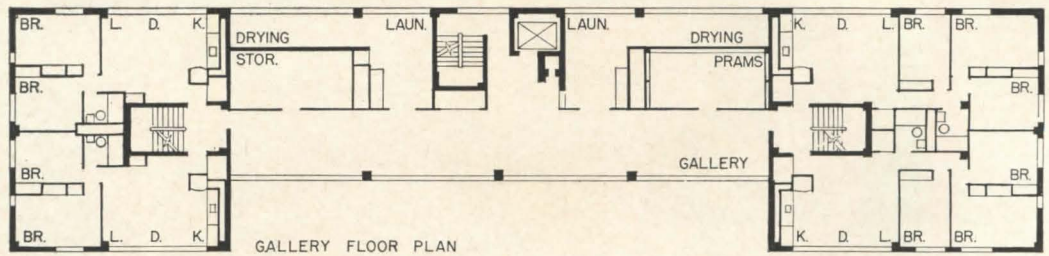 BR. L. D. K. LAUN. LAUN. K. D. L. BR. BR.
DRYING DRYING
STOR. PRAMS
BR. BR.
BR. GALLERY BR.
BR. L. D. K. K. D. L. BR. BR.
GALLERY FLOOR PLAN